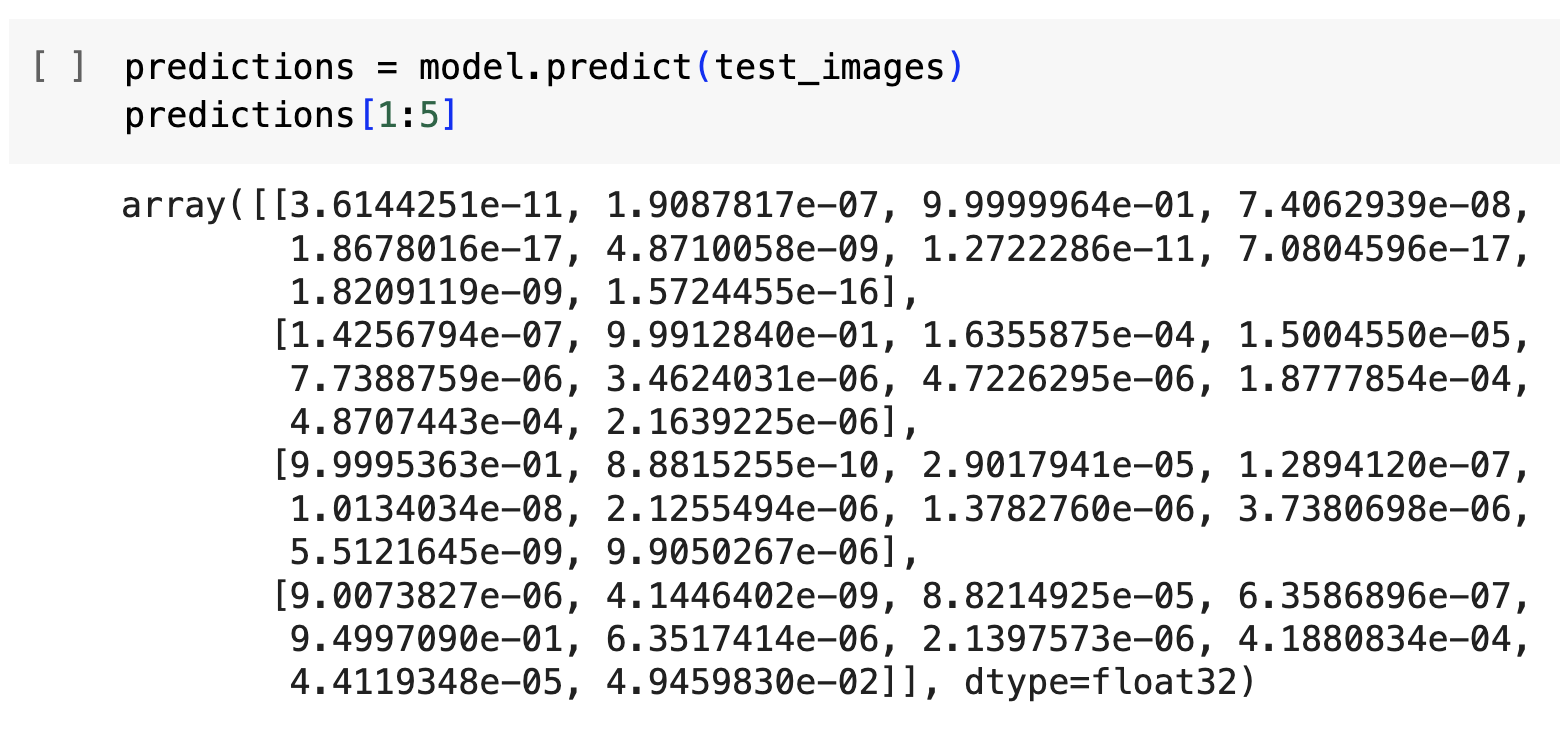 [ ] predictions = model.predict(test_images)
predictions[1:5]
array([[3.6144251e-11, 1.9087817e-07, 9.9999964e-01, 7.4062939e-08,
1.8678016e-17, 4.8710058e-09, 1.2722286e-11, 7.0804596e-17,
1.8209119e-09, 1.5724455e-16],
[1.4256794e-07, 9.9912840e-01, 1.6355875e-04, 1.5004550e-05,
7.7388759e-06, 3.4624031e-06, 4.7226295e-06, 1.8777854e-04,
4.8707443e-04, 2.1639225e-06],
[9.9995363e-01, 8.8815255e-10, 2.9017941e-05, 1.2894120e-07,
1.0134034e-08, 2.1255494e-06, 1.3782760e-06, 3.7380698e-06,
5.5121645e-09, 9.9050267e-06],
[9.0073827e-06, 4.1446402e-09, 8.8214925e-05, 6.3586896e-07,
9.4997090e-01, 6.3517414e-06, 2.1397573e-06, 4.1880834e-04,
4.4119348e-05, 4.9459830e-02]], dtype=float32)